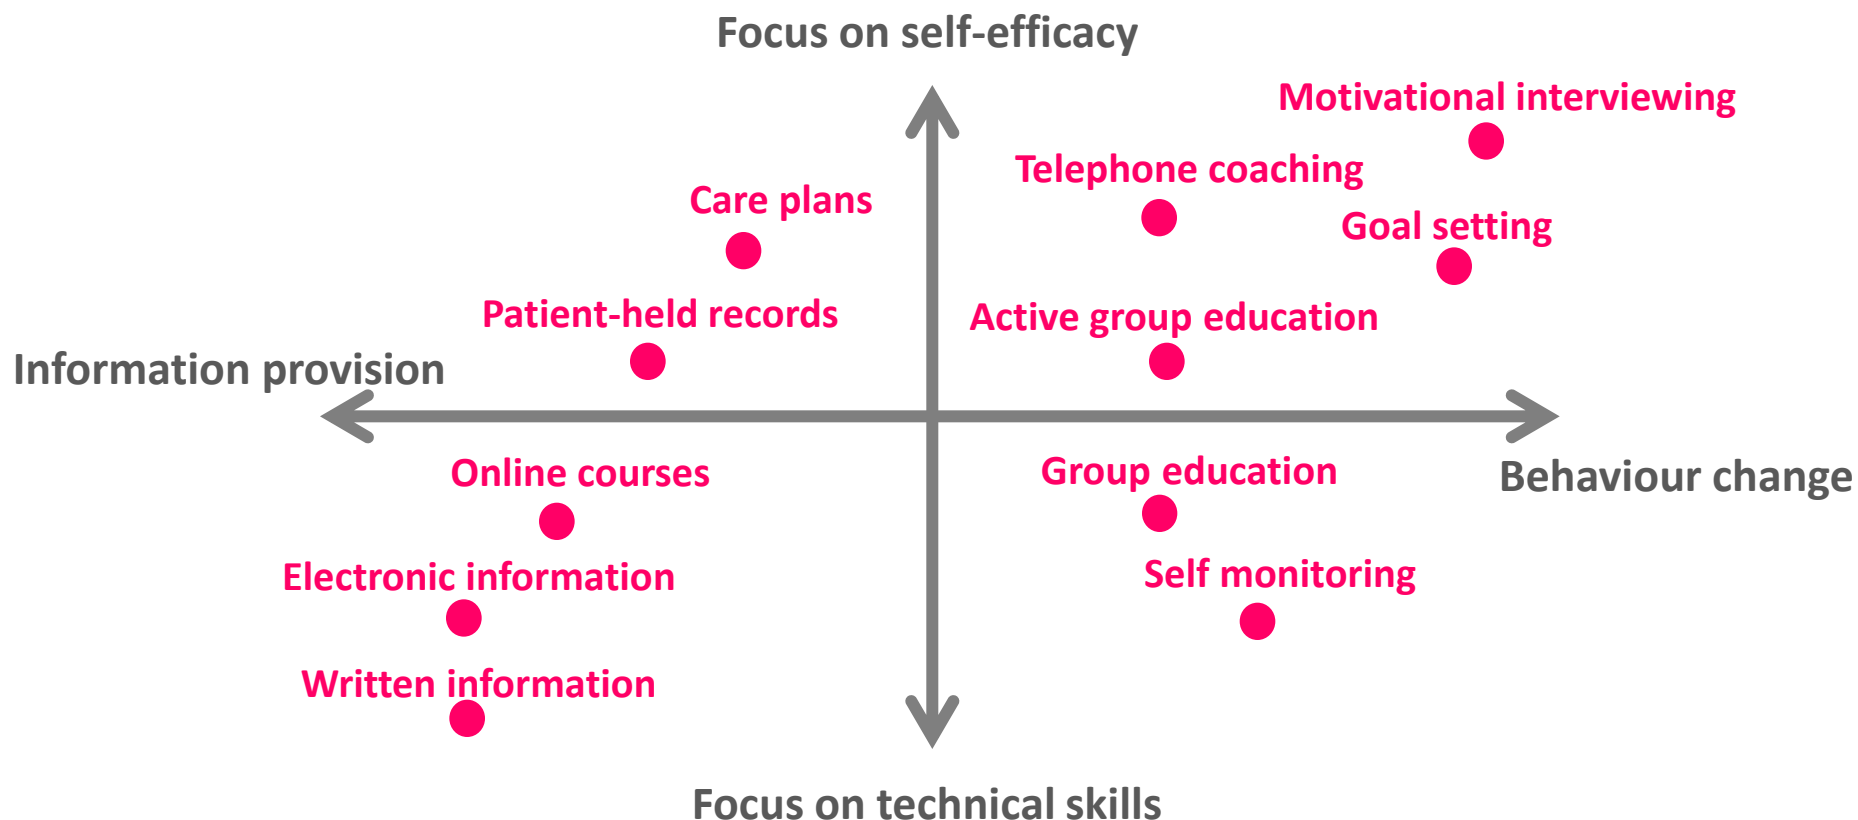 Focus on self-efficacy
Motivational interviewing
Telephone coaching
Care plans
Goal setting
Patient-held records
Active group education
Information provision
Online courses
Group education
Behaviour change
Electronic information
Self monitoring
Written information
Focus on technical skills